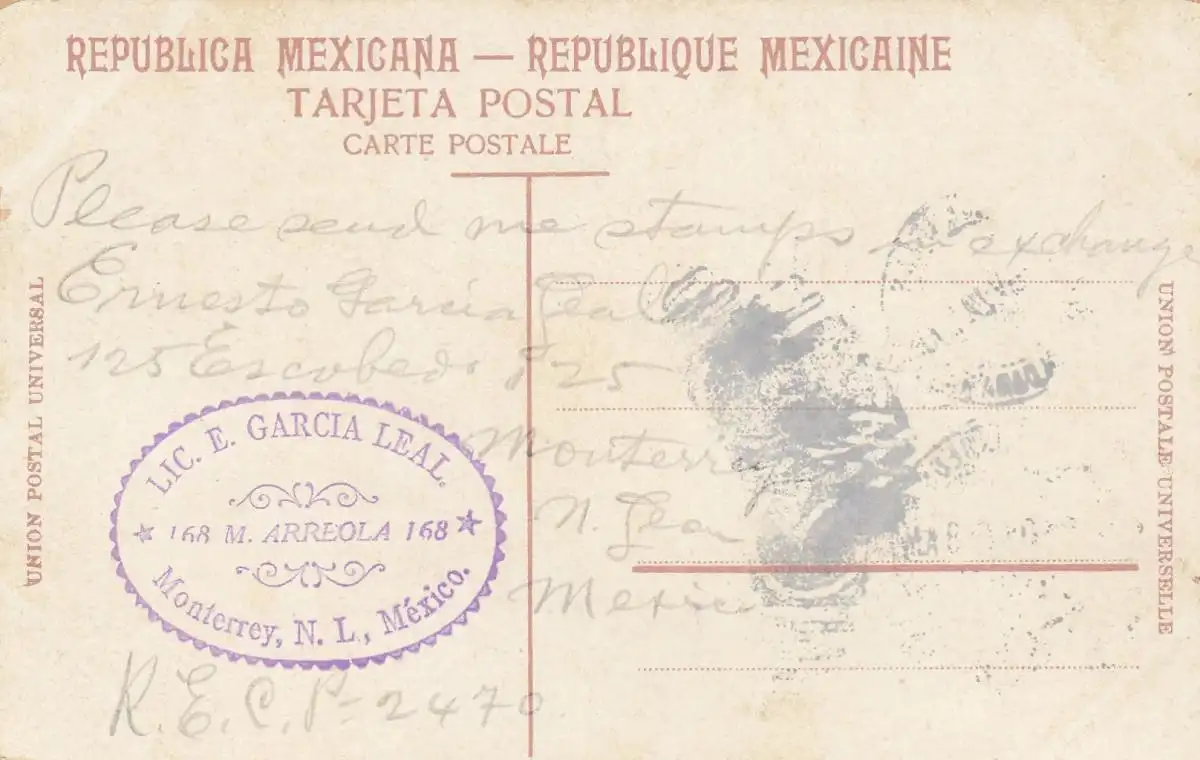 REPUBLICA MEXICANA — REPUBLIQUE MEXICAINE
TARJETA POSTAL
CARTE POSTALE
Please send me stamps in exchange
Ernesto Garcia Leal
125 Escobedo 125
Monterrey
N. Leon
Mexico
UNION POSTAL UNIVERSAL
UNION POSTALE UNIVERSELLE
LIC. E. GARCIA LEAL.
168 M. ARREOLA 168
Monterrey, N. L., México.
R.E.C.P- 2470